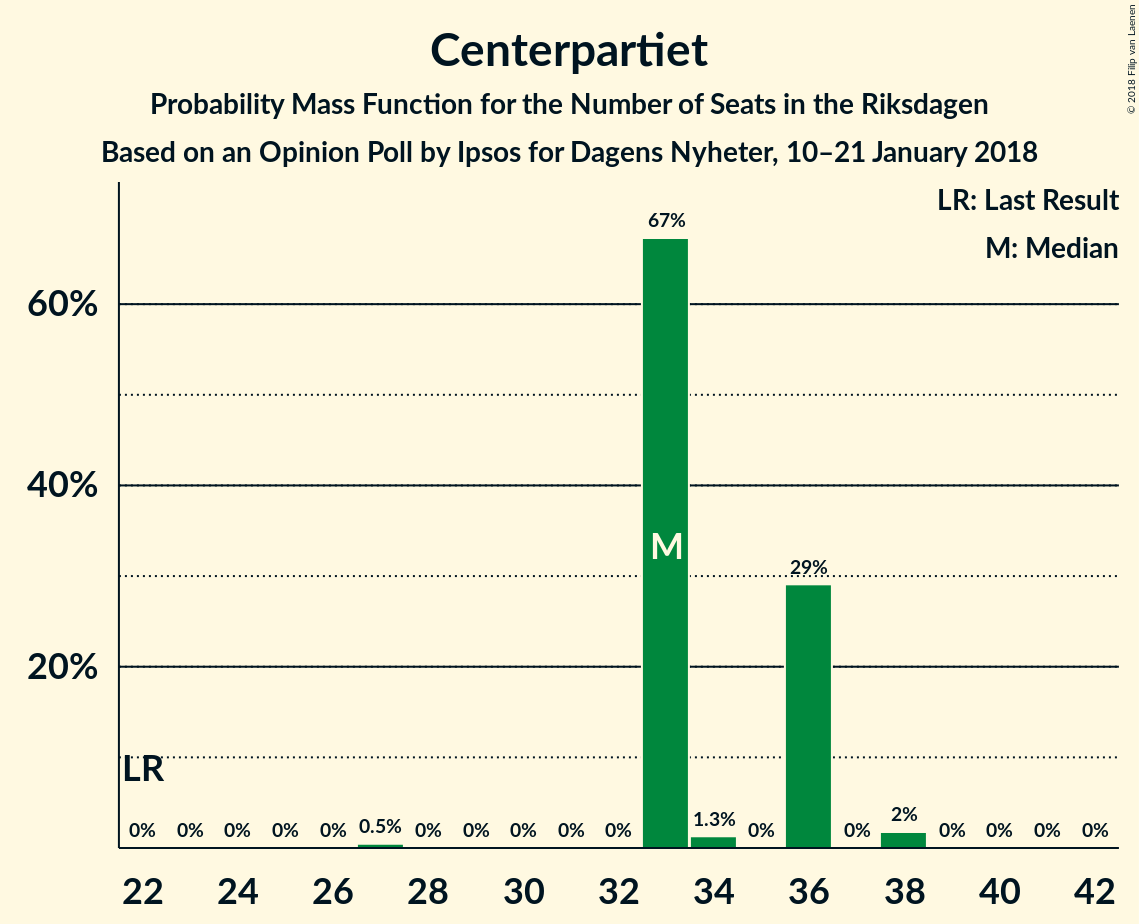 Centerpartiet
Probability Mass Function for the Number of Seats in the Riksdagen
Based on an Opinion Poll by Ipsos for Dagens Nyheter, 10–21 January 2018
© 2018 Filip van Laenen
LR: Last Result
M: Median
67%
60%
40%
M
29%
20%
LR
0% 0% 0% 0% 0% 0.5% 0% 0% 0% 0% 0% 1.3% 0% 0% 2% 0% 0% 0% 0%
22 24 26 28 30 32 34 36 38 40 42